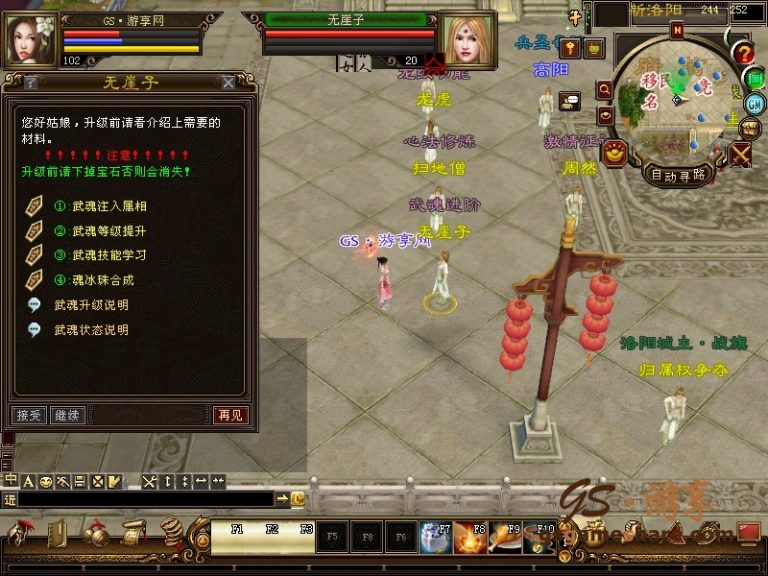 GS·游享网
102
无崖子
20
新洛阳 244 252
N
GM
自动寻路
无崖子
您好姑娘，升级前请看介绍上需要的
材料。
！！！！！注意！！！！！
升级前请下掉宝石否则会消失！
①:武魂注入属相
②:武魂等级提升
③:武魂技能学习
④:魂冰珠合成
武魂升级说明
武魂状态说明
接受 继续 再见
高阳
龙虎
心法修炼
扫地僧
周然
武魂进阶
无崖子
GS·游享网
洛阳城主·战旗
归属权争夺
中 A
近
F1 F2 F3 F5 F8 F6 F7 F8 F9 F10
GS·游享